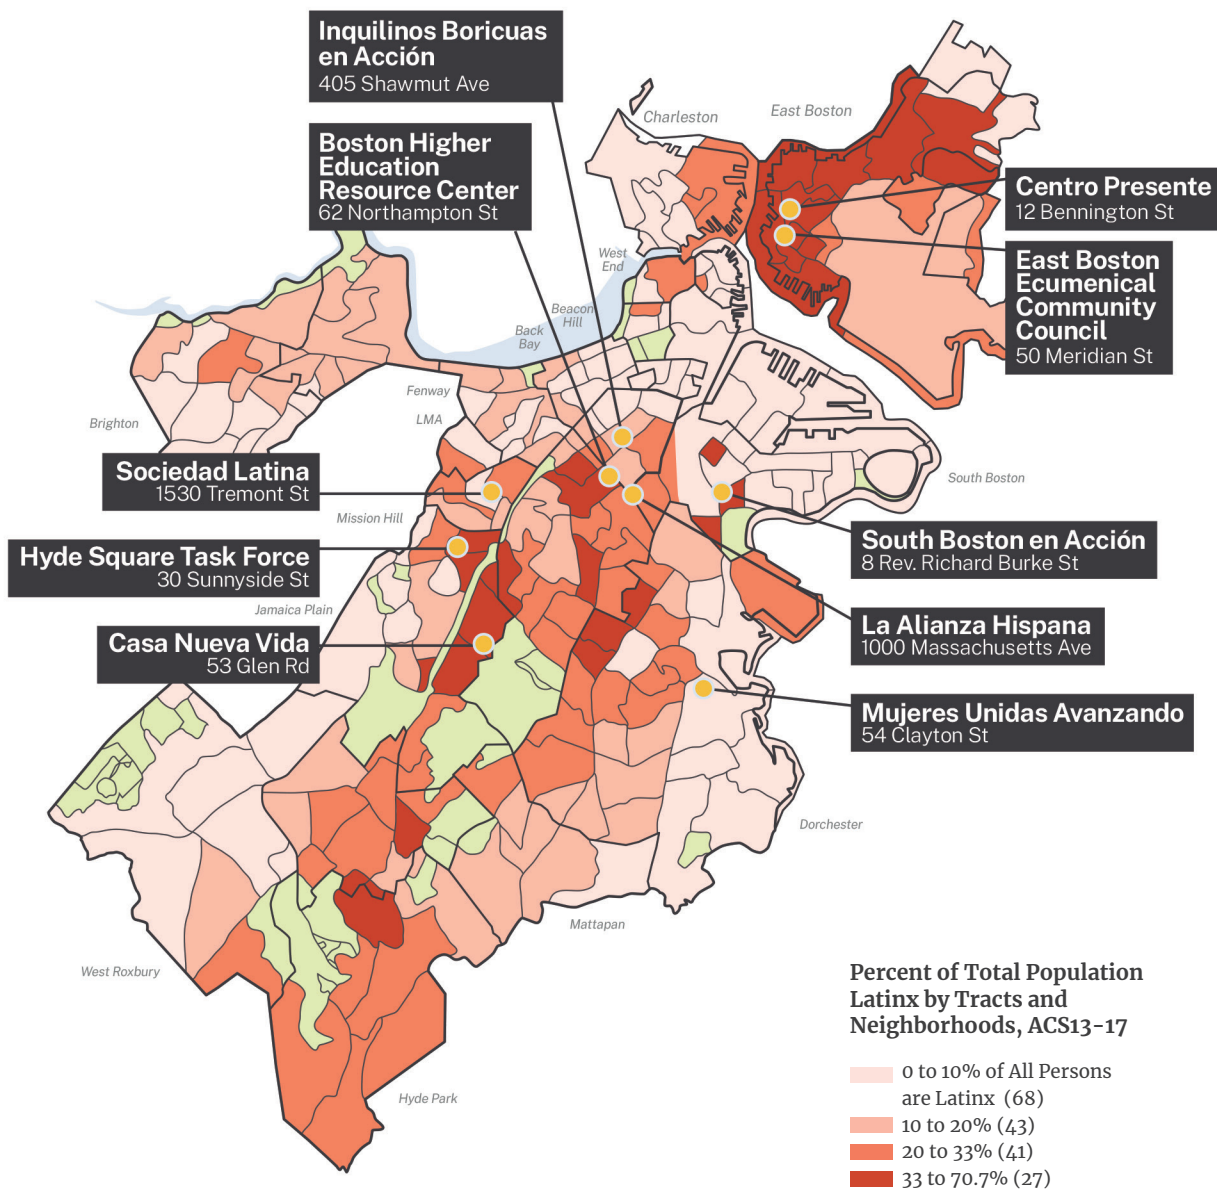 Inquilinos Boricuas
en Acción
405 Shawmut Ave
Boston Higher
Education
Resource Center
62 Northampton St
Charleston
East Boston
Centro Presente
12 Bennington St
East Boston
Ecumenical
Community
Council
50 Meridian St
West
End
Beacon
Hill
Back
Bay
Fenway
LMA
Brighton
Sociedad Latina
1530 Tremont St
Mission Hill
South Boston
Hyde Square Task Force
30 Sunnyside St
South Boston en Acción
8 Rev. Richard Burke St
Jamaica Plain
Casa Nueva Vida
53 Glen Rd
La Alianza Hispana
1000 Massachusetts Ave
Mujeres Unidas Avanzando
54 Clayton St
Dorchester
Mattapan
West Roxbury
Hyde Park
Percent of Total Population
Latinx by Tracts and
Neighborhoods, ACS13-17
0 to 10% of All Persons
are Latinx (68)
10 to 20% (43)
20 to 33% (41)
33 to 70.7% (27)